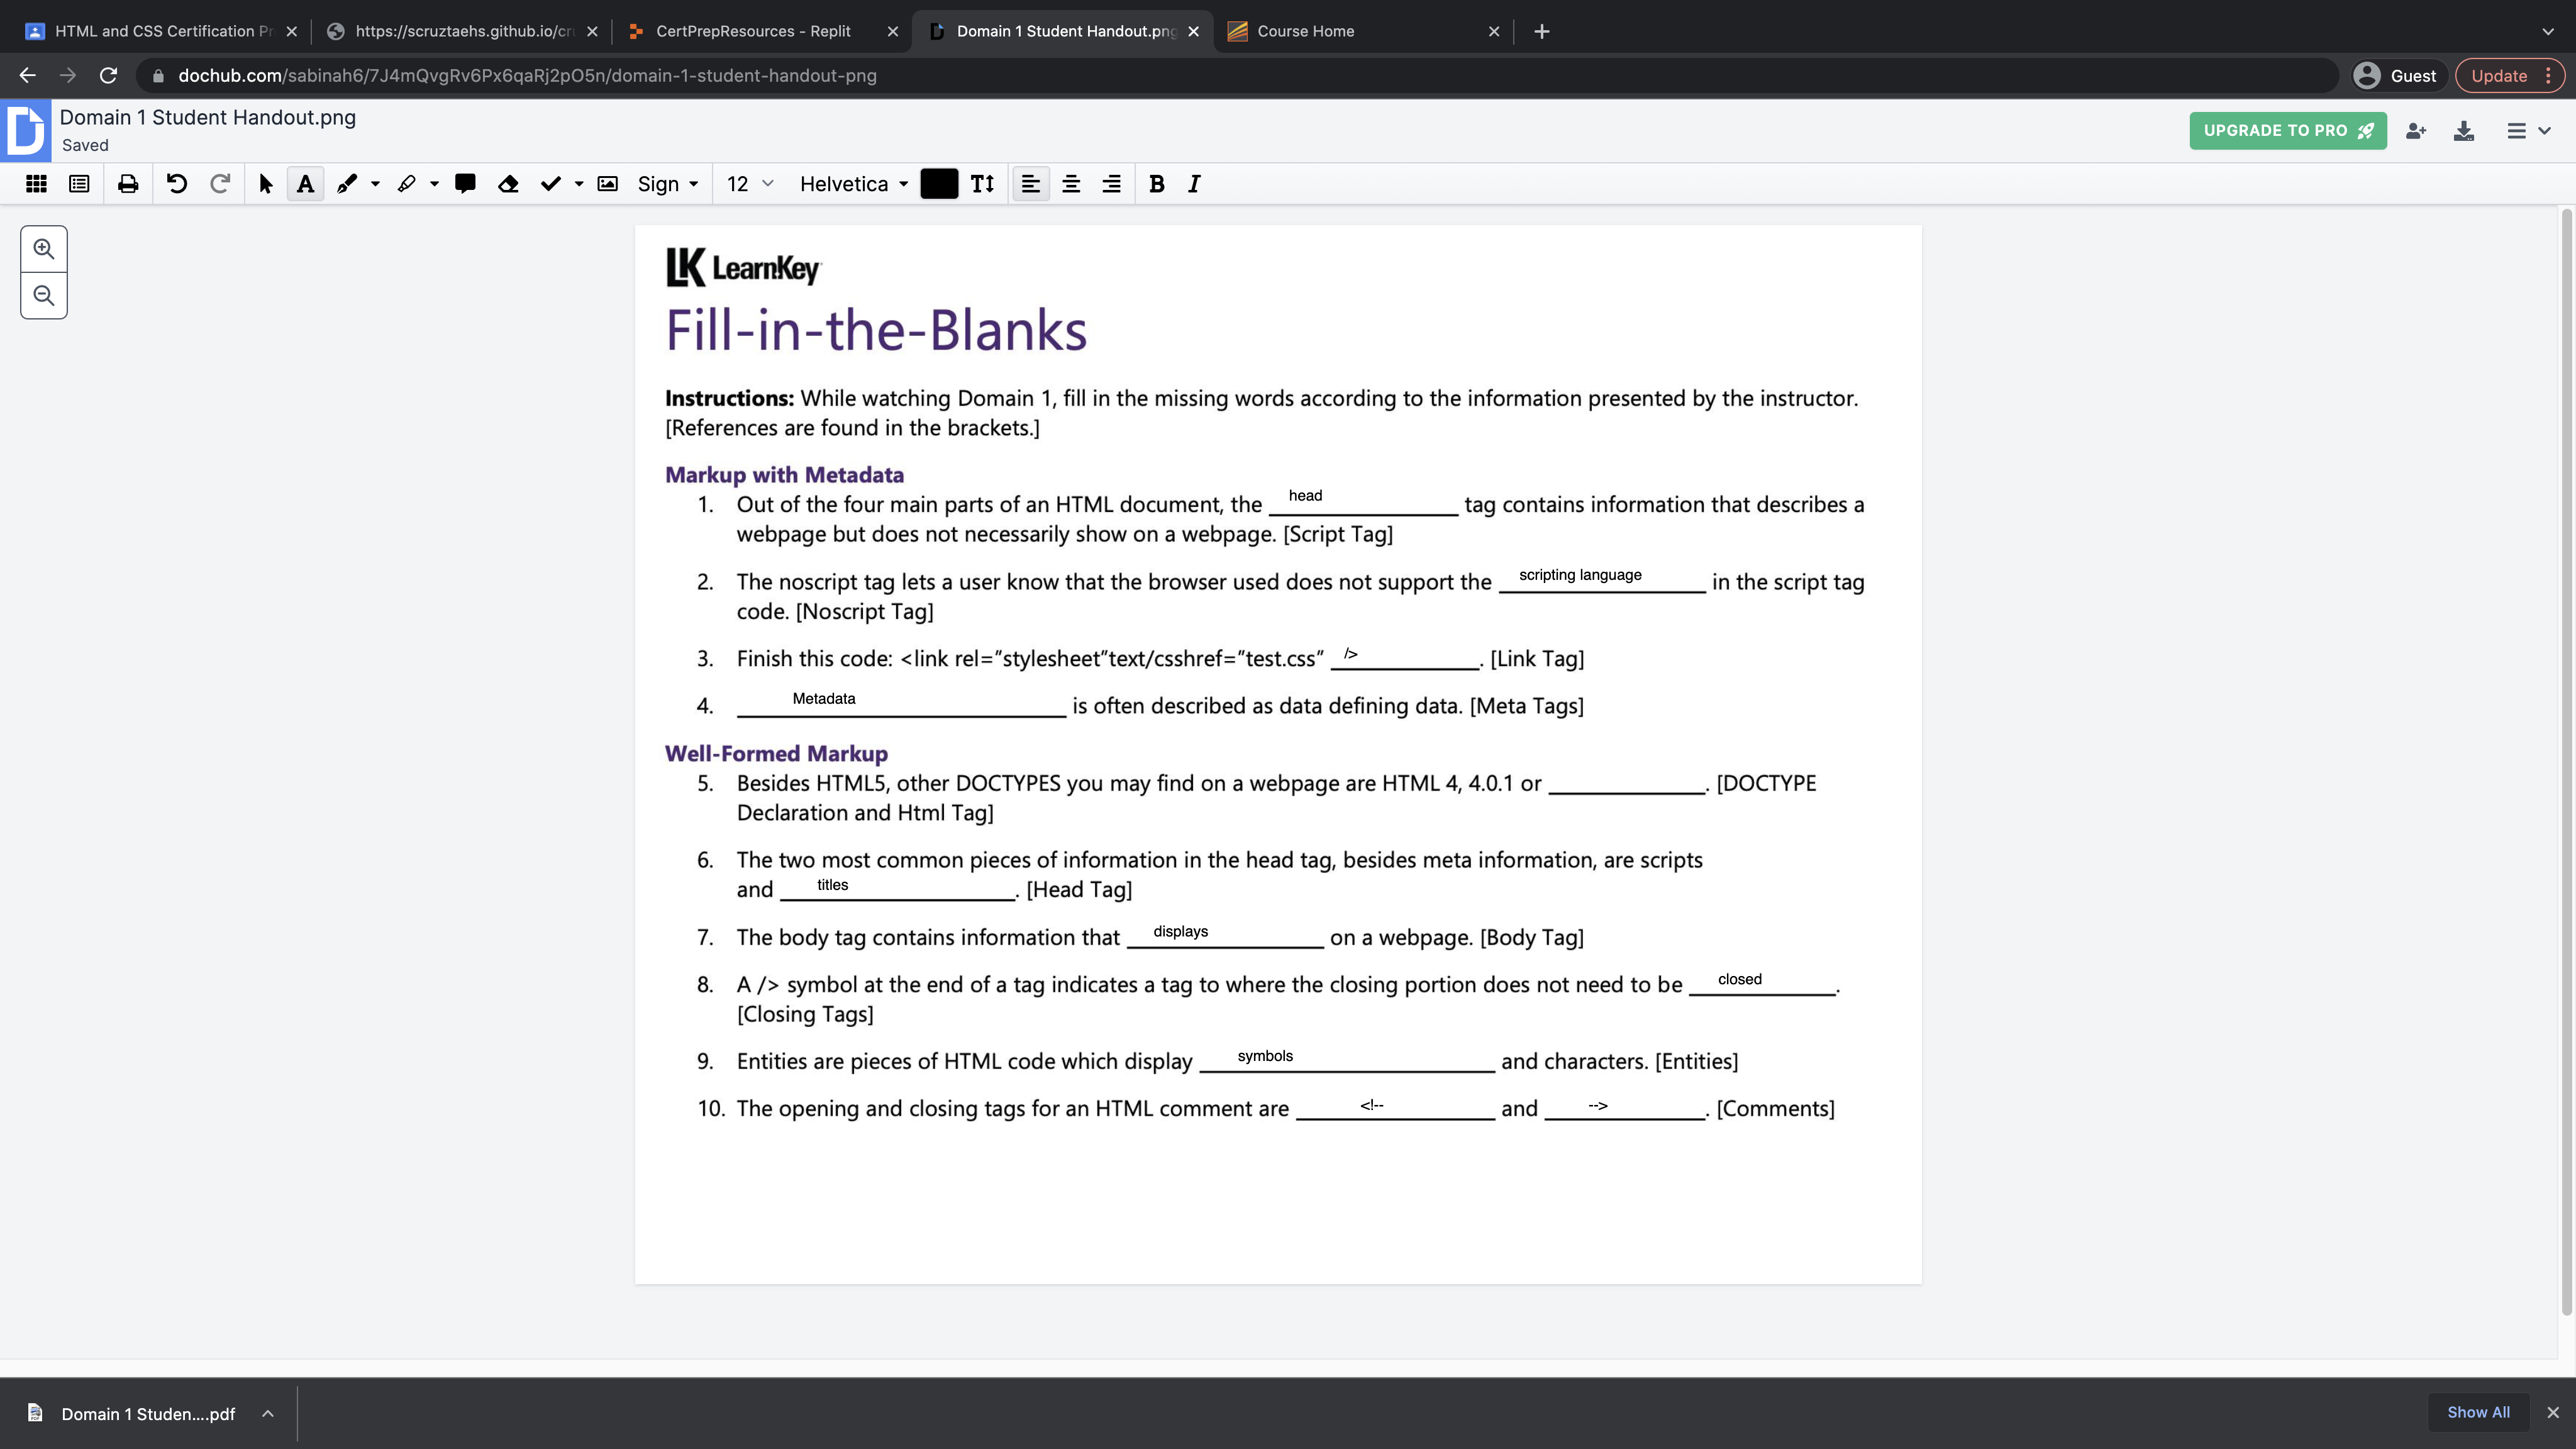 HTML and CSS Certification Pr
https://scruztaehs.github.io/cr
CertPrepResources - Replit
Domain 1 Student Handout.png
Course Home
dochub.com/sabinah6/7J4mQvgRv6Px6qaRj2pO5n/domain-1-student-handout-png
Guest
Update
Domain 1 Student Handout.png
Saved
UPGRADE TO PRO
A
Sign
12
Helvetica
B I
LK LearnKey
Fill-in-the-Blanks
Instructions: While watching Domain 1, fill in the missing words according to the information presented by the instructor.
[References are found in the brackets.]
Markup with Metadata
1. Out of the four main parts of an HTML document, the head tag contains information that describes a
webpage but does not necessarily show on a webpage. [Script Tag]
2. The noscript tag lets a user know that the browser used does not support the scripting language in the script tag
code. [Noscript Tag]
3. Finish this code: <link rel=”stylesheet”text/csshref=”test.css” />. [Link Tag]
4. Metadata is often described as data defining data. [Meta Tags]
Well-Formed Markup
5. Besides HTML5, other DOCTYPES you may find on a webpage are HTML 4, 4.0.1 or ____________. [DOCTYPE
Declaration and Html Tag]
6. The two most common pieces of information in the head tag, besides meta information, are scripts
and titles. [Head Tag]
7. The body tag contains information that displays on a webpage. [Body Tag]
8. A /> symbol at the end of a tag indicates a tag to where the closing portion does not need to be closed.
[Closing Tags]
9. Entities are pieces of HTML code which display symbols and characters. [Entities]
10. The opening and closing tags for an HTML comment are <!-- and -->. [Comments]
Domain 1 Studen....pdf
Show All